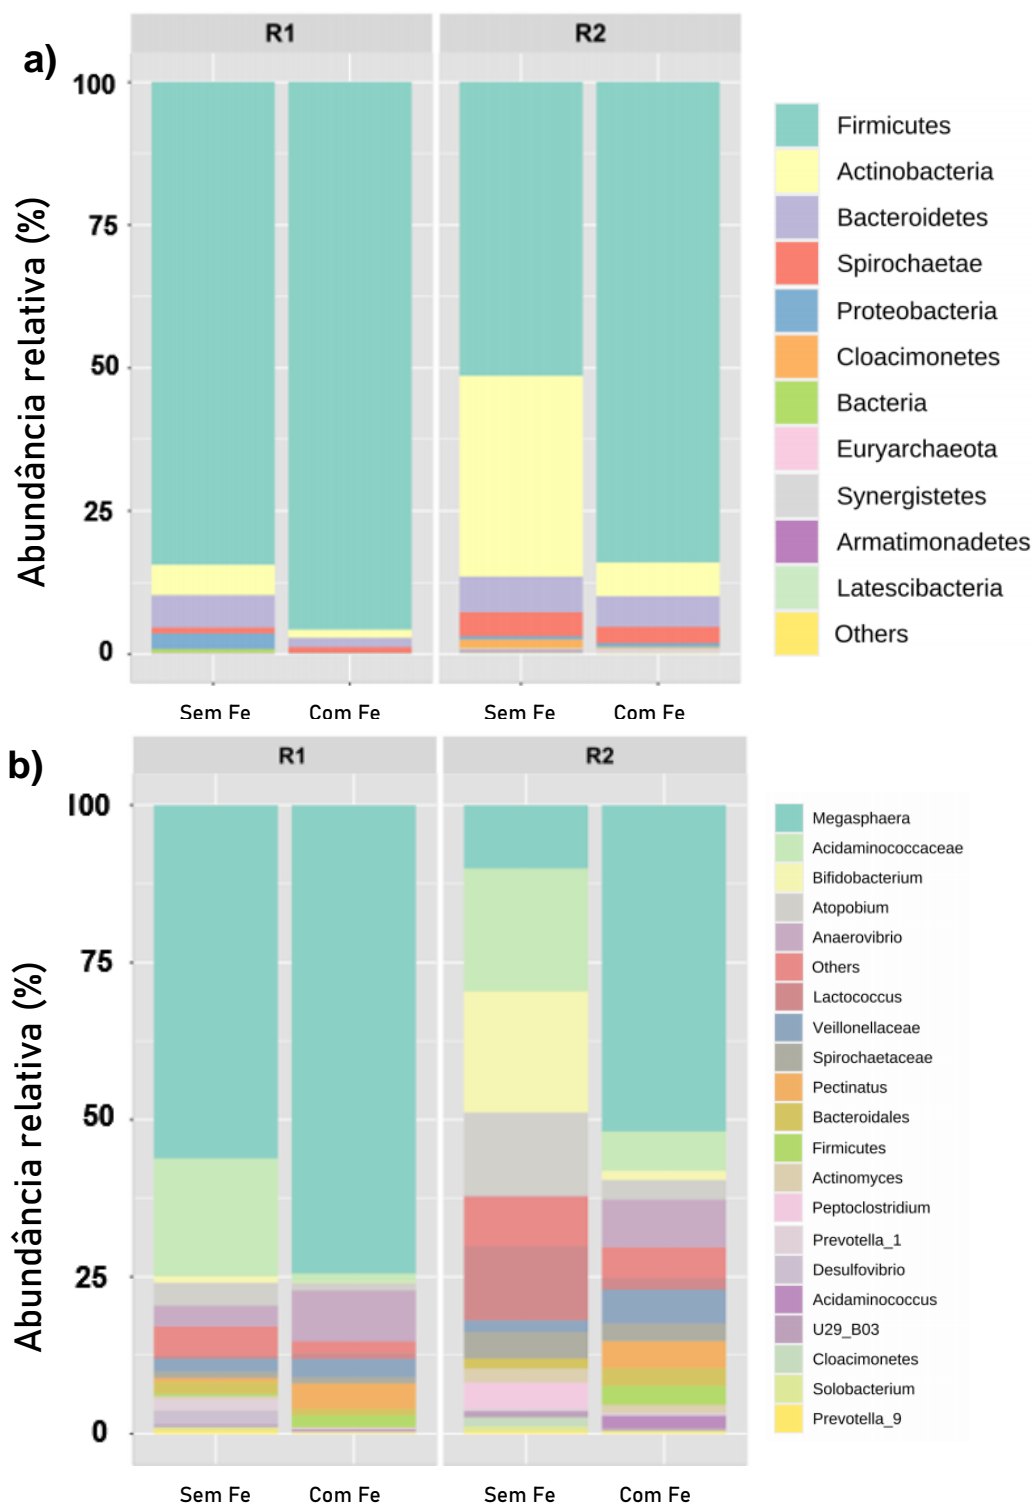 a)
R1
R2
100
75
50
25
0
Abundância relativa (%)
Sem Fe
Com Fe
Sem Fe
Com Fe
Firmicutes
Actinobacteria
Bacteroidetes
Spirochaetae
Proteobacteria
Cloacimonetes
Bacteria
Euryarchaeota
Synergistetes
Armatimonadetes
Latescibacteria
Others
b)
R1
R2
100
75
50
25
0
Abundância relativa (%)
Sem Fe
Com Fe
Sem Fe
Com Fe
Megasphaera
Acidaminococcaceae
Bifidobacterium
Atopobium
Anaerovibrio
Others
Lactococcus
Veillonellaceae
Spirochaetaceae
Pectinatus
Bacteroidales
Firmicutes
Actinomyces
Peptoclostridium
Prevotella_1
Desulfovibrio
Acidaminococcus
U29_B03
Cloacimonetes
Solobacterium
Prevotella_9